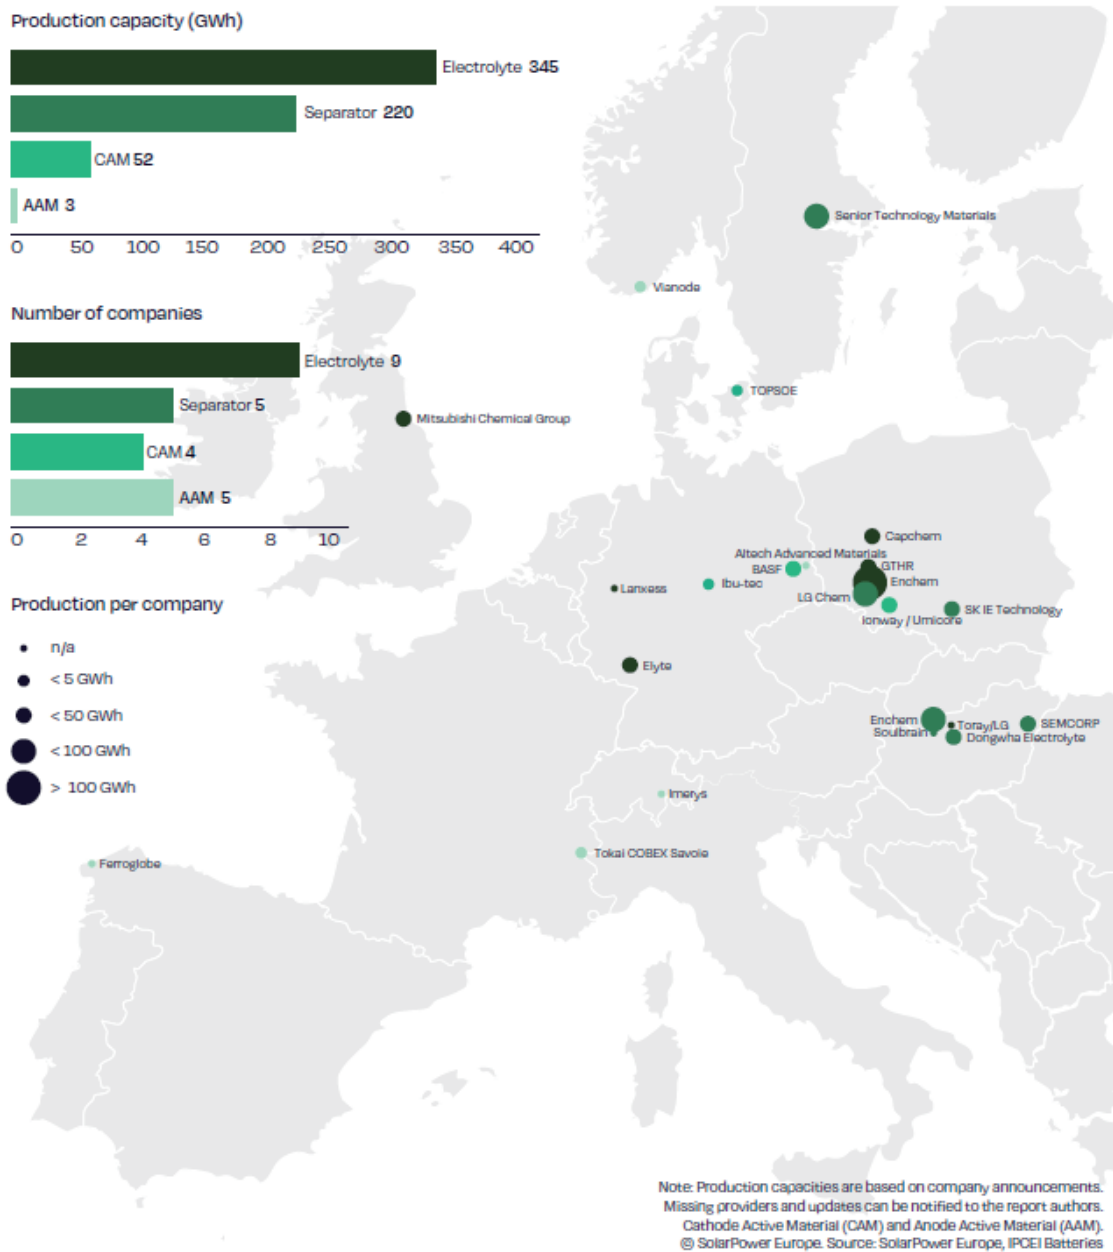 Production capacity (GWh)
Electrolyte 345
Separator 220
CAM 52
AAM 3
0 50 100 150 200 250 300 350 400
Number of companies
Electrolyte 9
Separator 5
CAM 4
AAM 5
0 2 4 6 8 10
Production per company
n/a
< 5 GWh
< 50 GWh
< 100 GWh
> 100 GWh
Senior Technology Materials
Vianode
TOPSOE
Mitsubishi Chemical Group
Capchem
Altech Advanced Materials
BASF
GTHR
Ibu-tec
Enchem
Lanxess
LG Chem
SK IE Technology
Ionway / Umicore
Elyte
Enchem
Toray/LG
SEMCORP
Soulbrain
Dongwha Electrolyte
Imerys
Tokai COBEX Savoie
Ferroglobe
Note: Production capacities are based on company announcements.
Missing providers and updates can be notified to the report authors.
Cathode Active Material (CAM) and Anode Active Material (AAM).
© SolarPower Europe. Source: SolarPower Europe, IPCEI Batteries